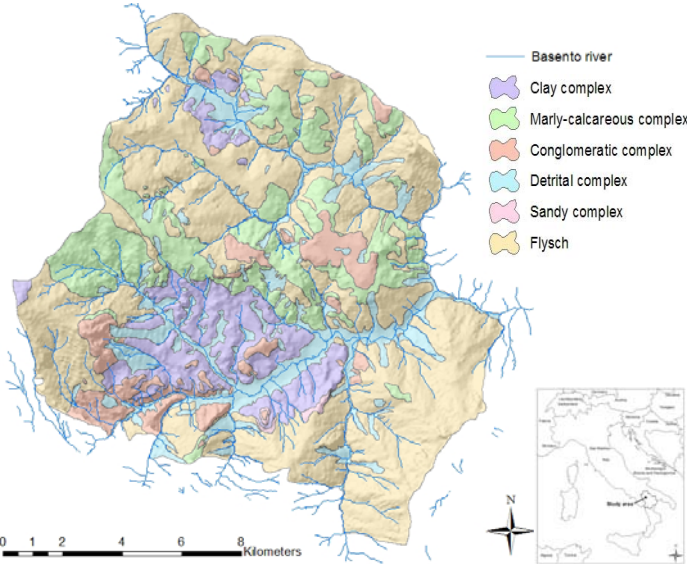 Basento river
Clay complex
Marly-calcareous complex
Conglomeratic complex
Detrital complex
Sandy complex
Flysch
Study area
N
0 1 2 4 6 8
Kilometers